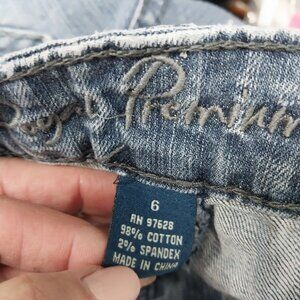 Premium
6
RN 97628
98% COTTON
2% SPANDEX
MADE IN CHINA